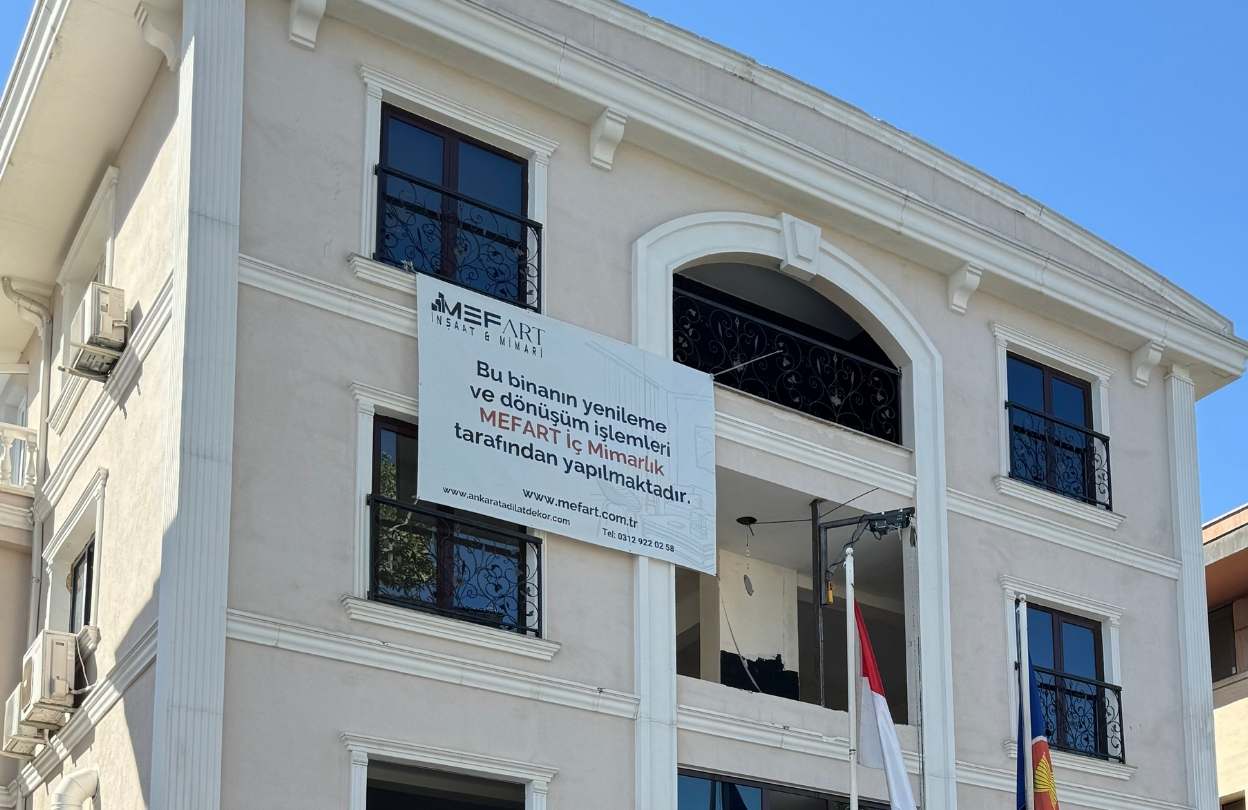 MEFART
İNŞAAT & MİMARİ
Bu binanın yenileme
ve dönüşüm işlemleri
MEFART İç Mimarlık
tarafından yapılmaktadır.
www.mefart.com.tr
www.ankaratadilatdekor.com
Tel: 0312 922 02 58